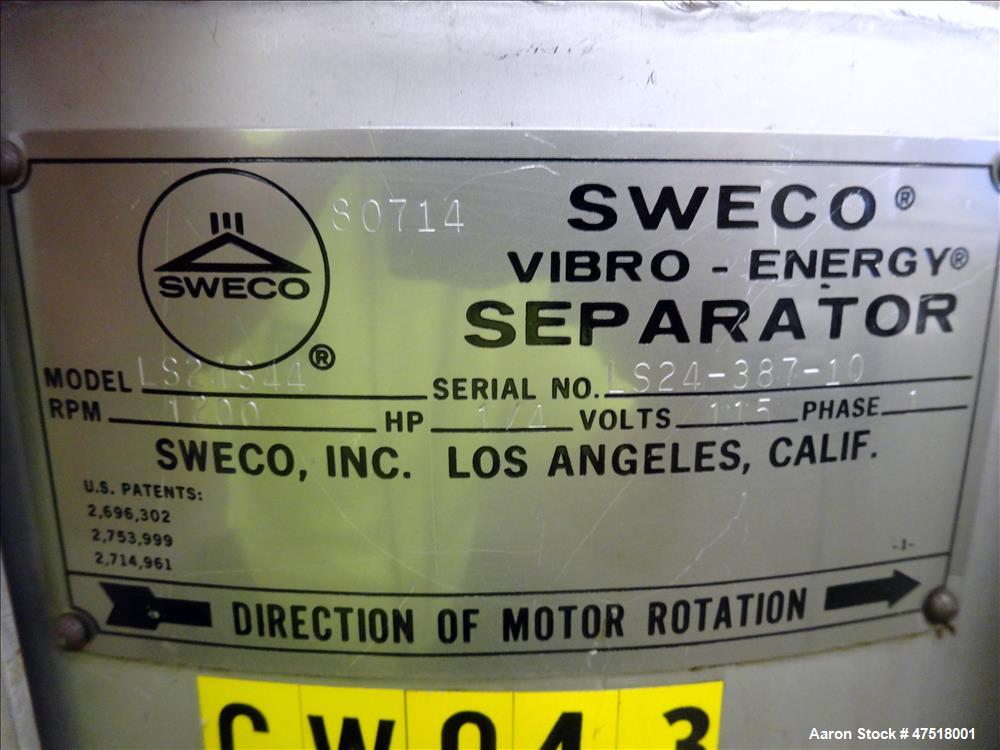 80714
SWECO®
SWECO ®
VIBRO - ENERGY®
SEPARATOR
MODEL LS24S44 SERIAL NO. LS24-387-10
RPM 1200 HP 1/4 VOLTS 115 PHASE 1
SWECO, INC. LOS ANGELES, CALIF.
U.S. PATENTS:
2,696,302
2,753,999
2,714,961
-1-
DIRECTION OF MOTOR ROTATION
Aaron Stock # 47518001